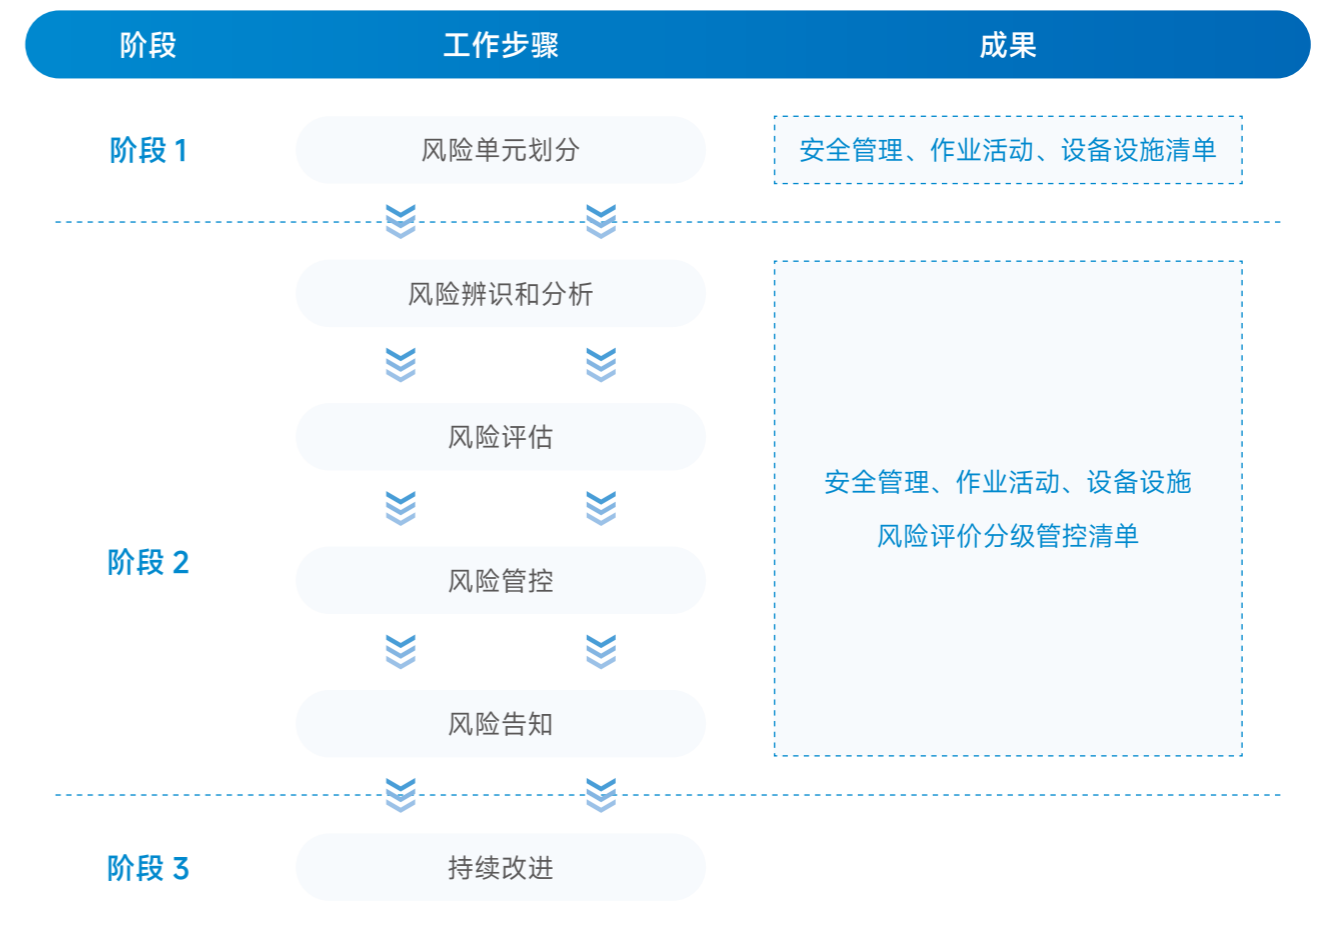 阶段 工作步骤 成果
阶段 1 风险单元划分 安全管理、作业活动、设备设施清单
风险辨识和分析
风险评估
安全管理、作业活动、设备设施
风险评价分级管控清单
阶段 2
风险管控
风险告知
阶段 3 持续改进